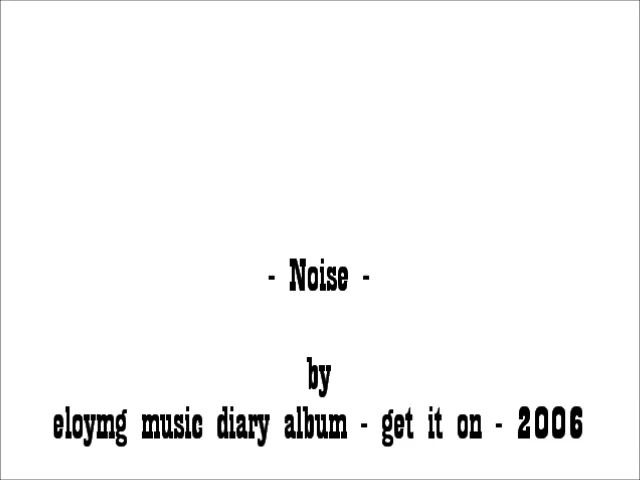 - Noise -
by
eloymg music diary album - get it on - 2006